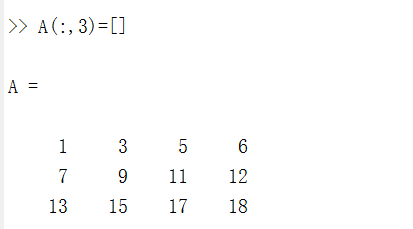 >> A(:,3)=[]
A =
1 3 5 6
7 9 11 12
13 15 17 18